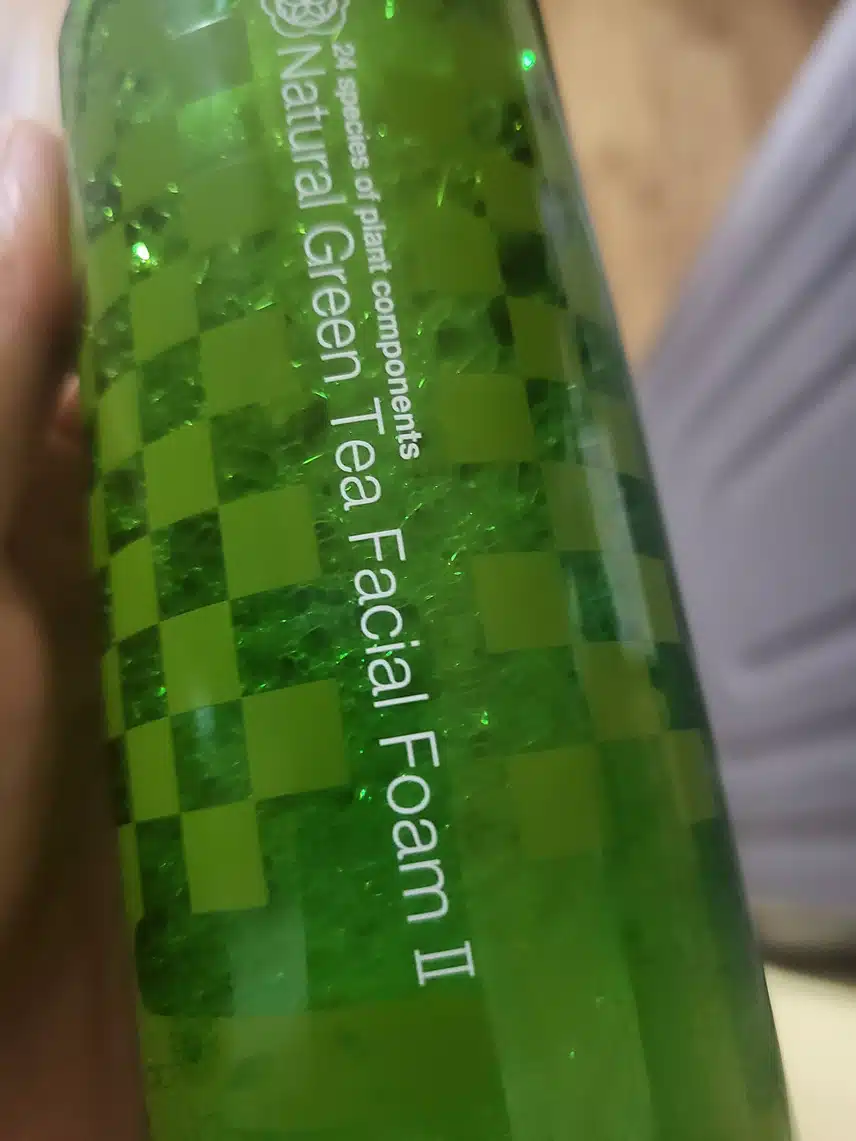 24 species of plant components
Natural Green Tea Facial Foam II